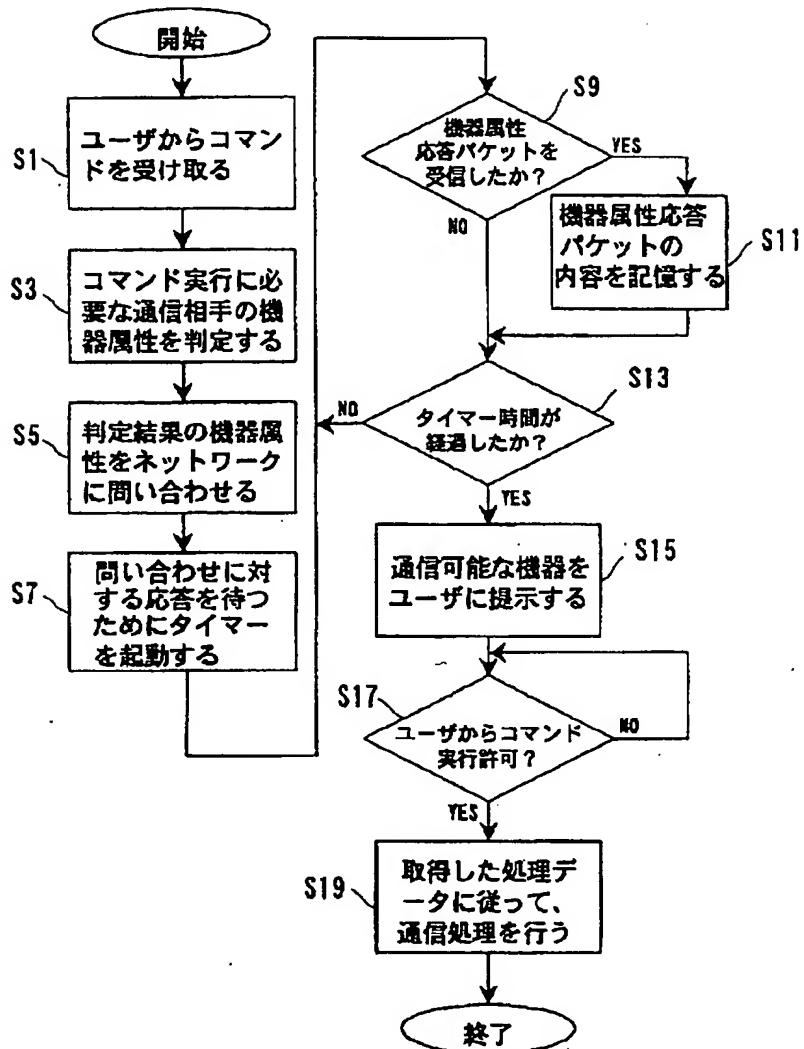 開始
S1
ユーザからコマン
ドを受け取る
S3
コマンド実行に必
要な通信相手の機
器属性を判定する
S5
判定結果の機器属
性をネットワーク
に問い合わせる
S7
問い合わせに対
する応答を待つ
ためにタイマー
を起動する
S9
機器属性
応答パケットを
受信したか?
YES
NO
機器属性応答
パケットの
内容を記憶する
S11
S13
NO
タイマー時間が
経過したか?
YES
通信可能な機器を
ユーザに提示する
S15
S17
ユーザからコマンド
実行許可?
NO
YES
S19
取得した処理デ
ータに従って、
通信処理を行う
終了